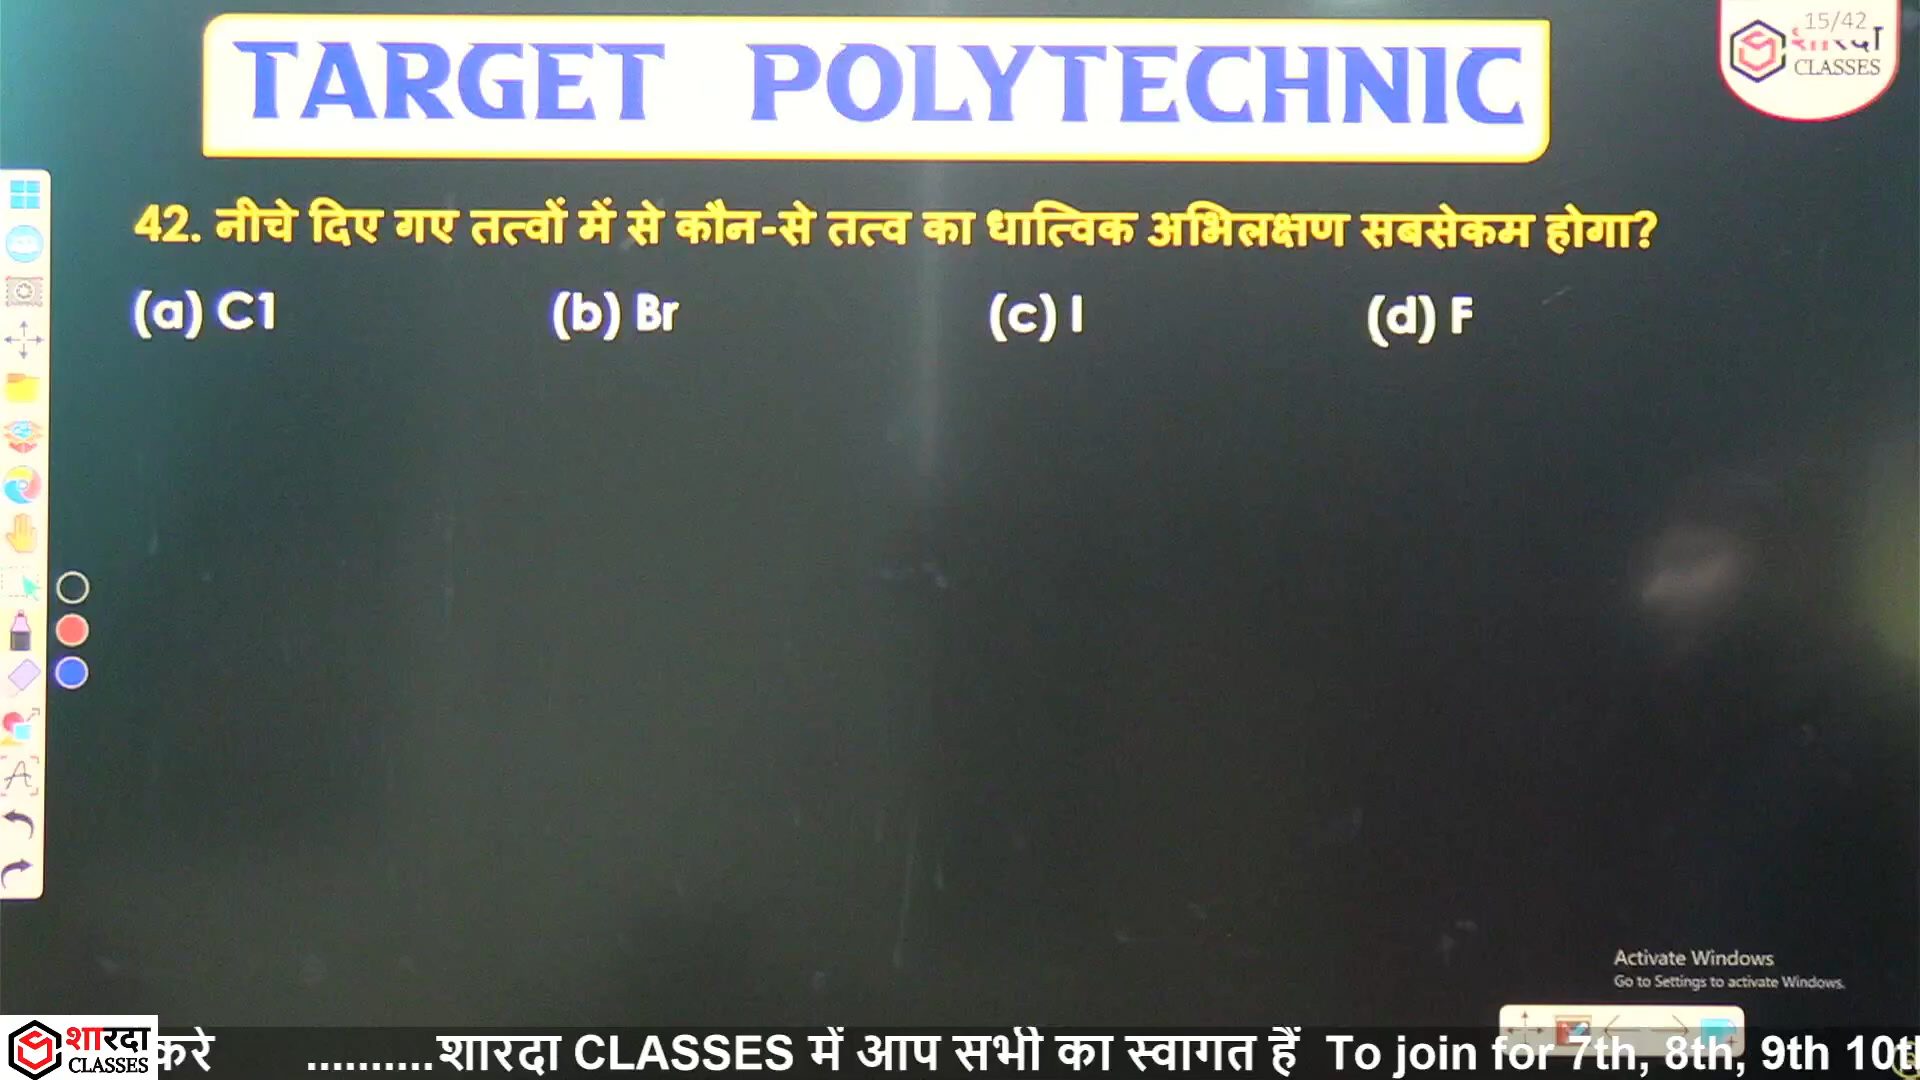 TARGET POLYTECHNIC
15/42
शारदा
CLASSES
42. नीचे दिए गए तत्वों में से कौन-से तत्व का धात्विक अभिलक्षण सबसेकम होगा?
(a) C1 (b) Br (c) I (d) F
Activate Windows
Go to Settings to activate Windows.
शारदा
CLASSES
करे ..........शारदा CLASSES में आप सभी का स्वागत हैं To join for 7th, 8th, 9th 10th